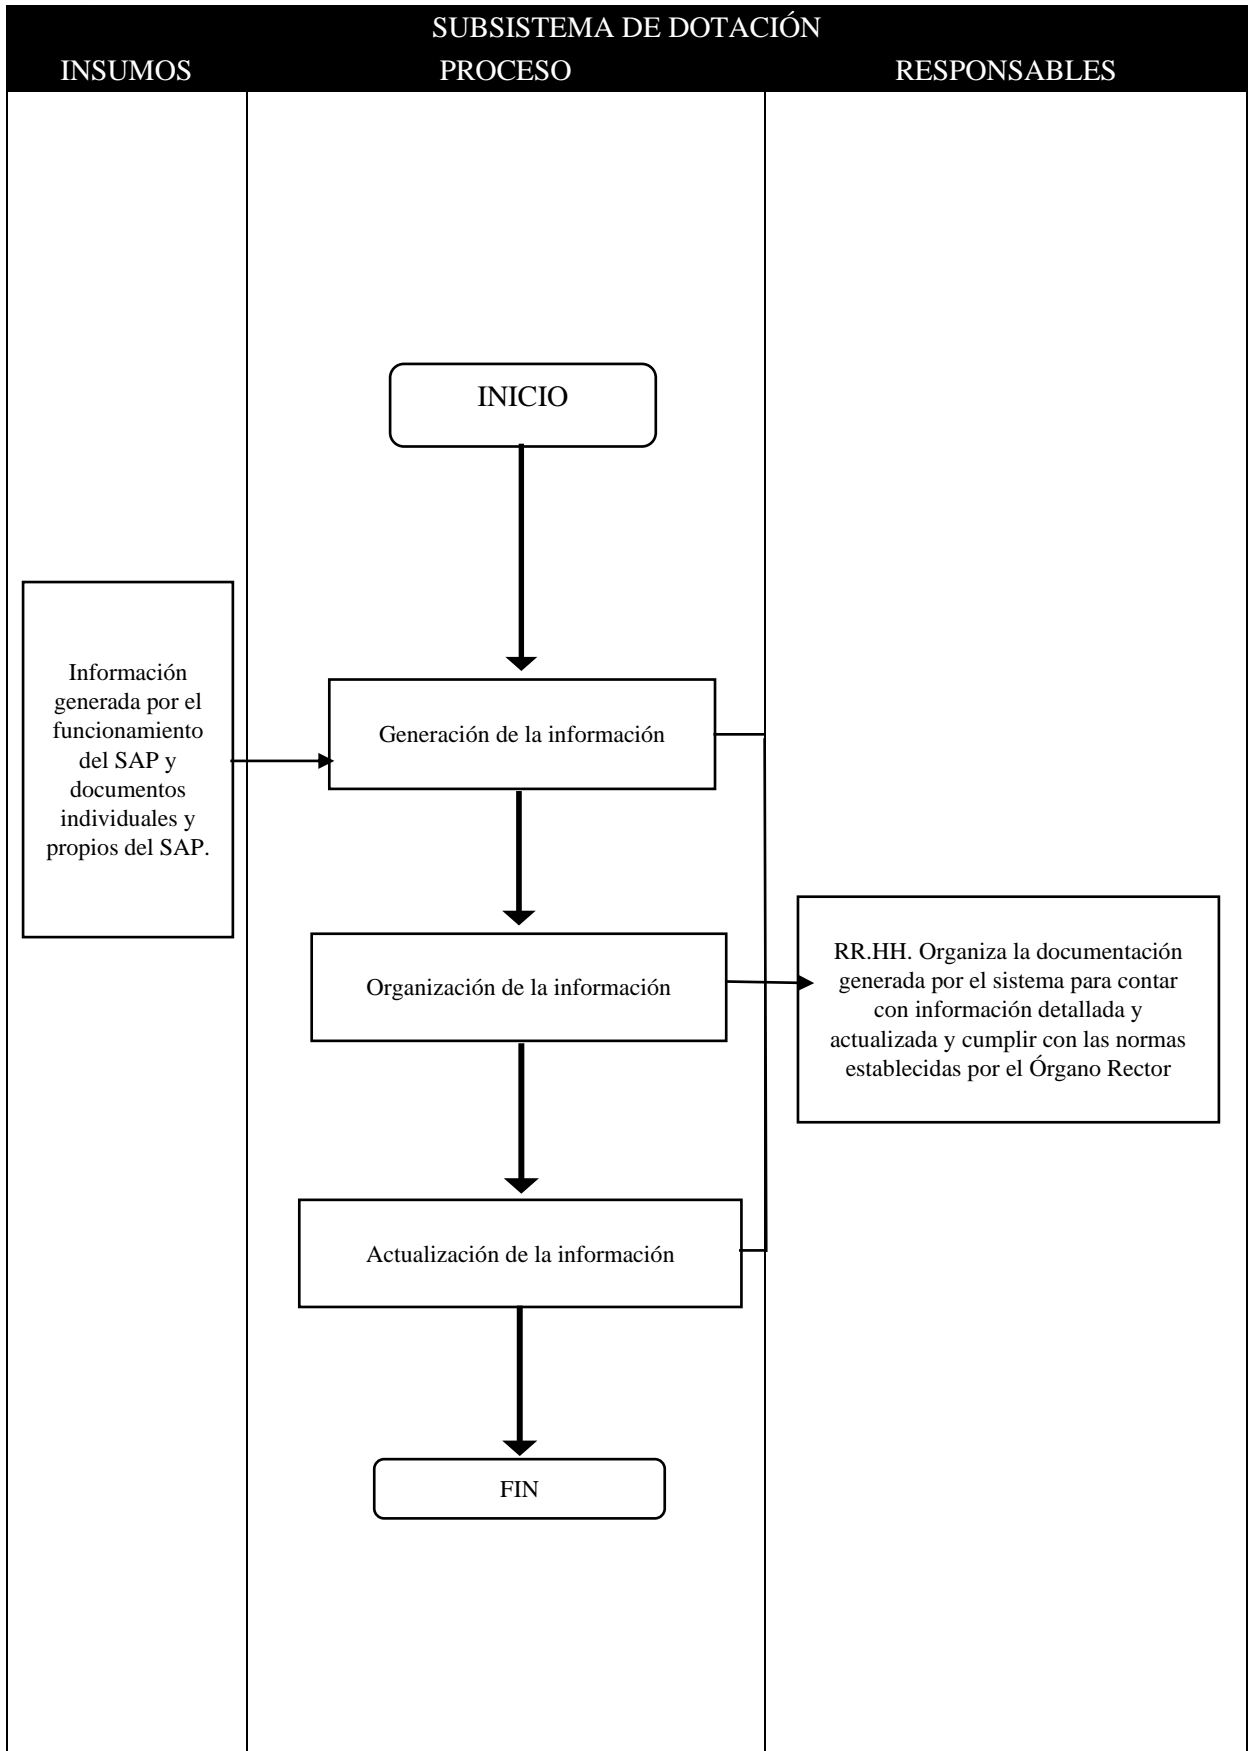 SUBSISTEMA DE DOTACIÓN
INSUMOS
PROCESO
RESPONSABLES
INICIO
Información
generada por el
funcionamiento
del SAP y
documentos
individuales y
propios del SAP.
Generación de la información
Organización de la información
RR.HH. Organiza la documentación
generada por el sistema para contar
con información detallada y
actualizada y cumplir con las normas
establecidas por el Órgano Rector
Actualización de la información
FIN